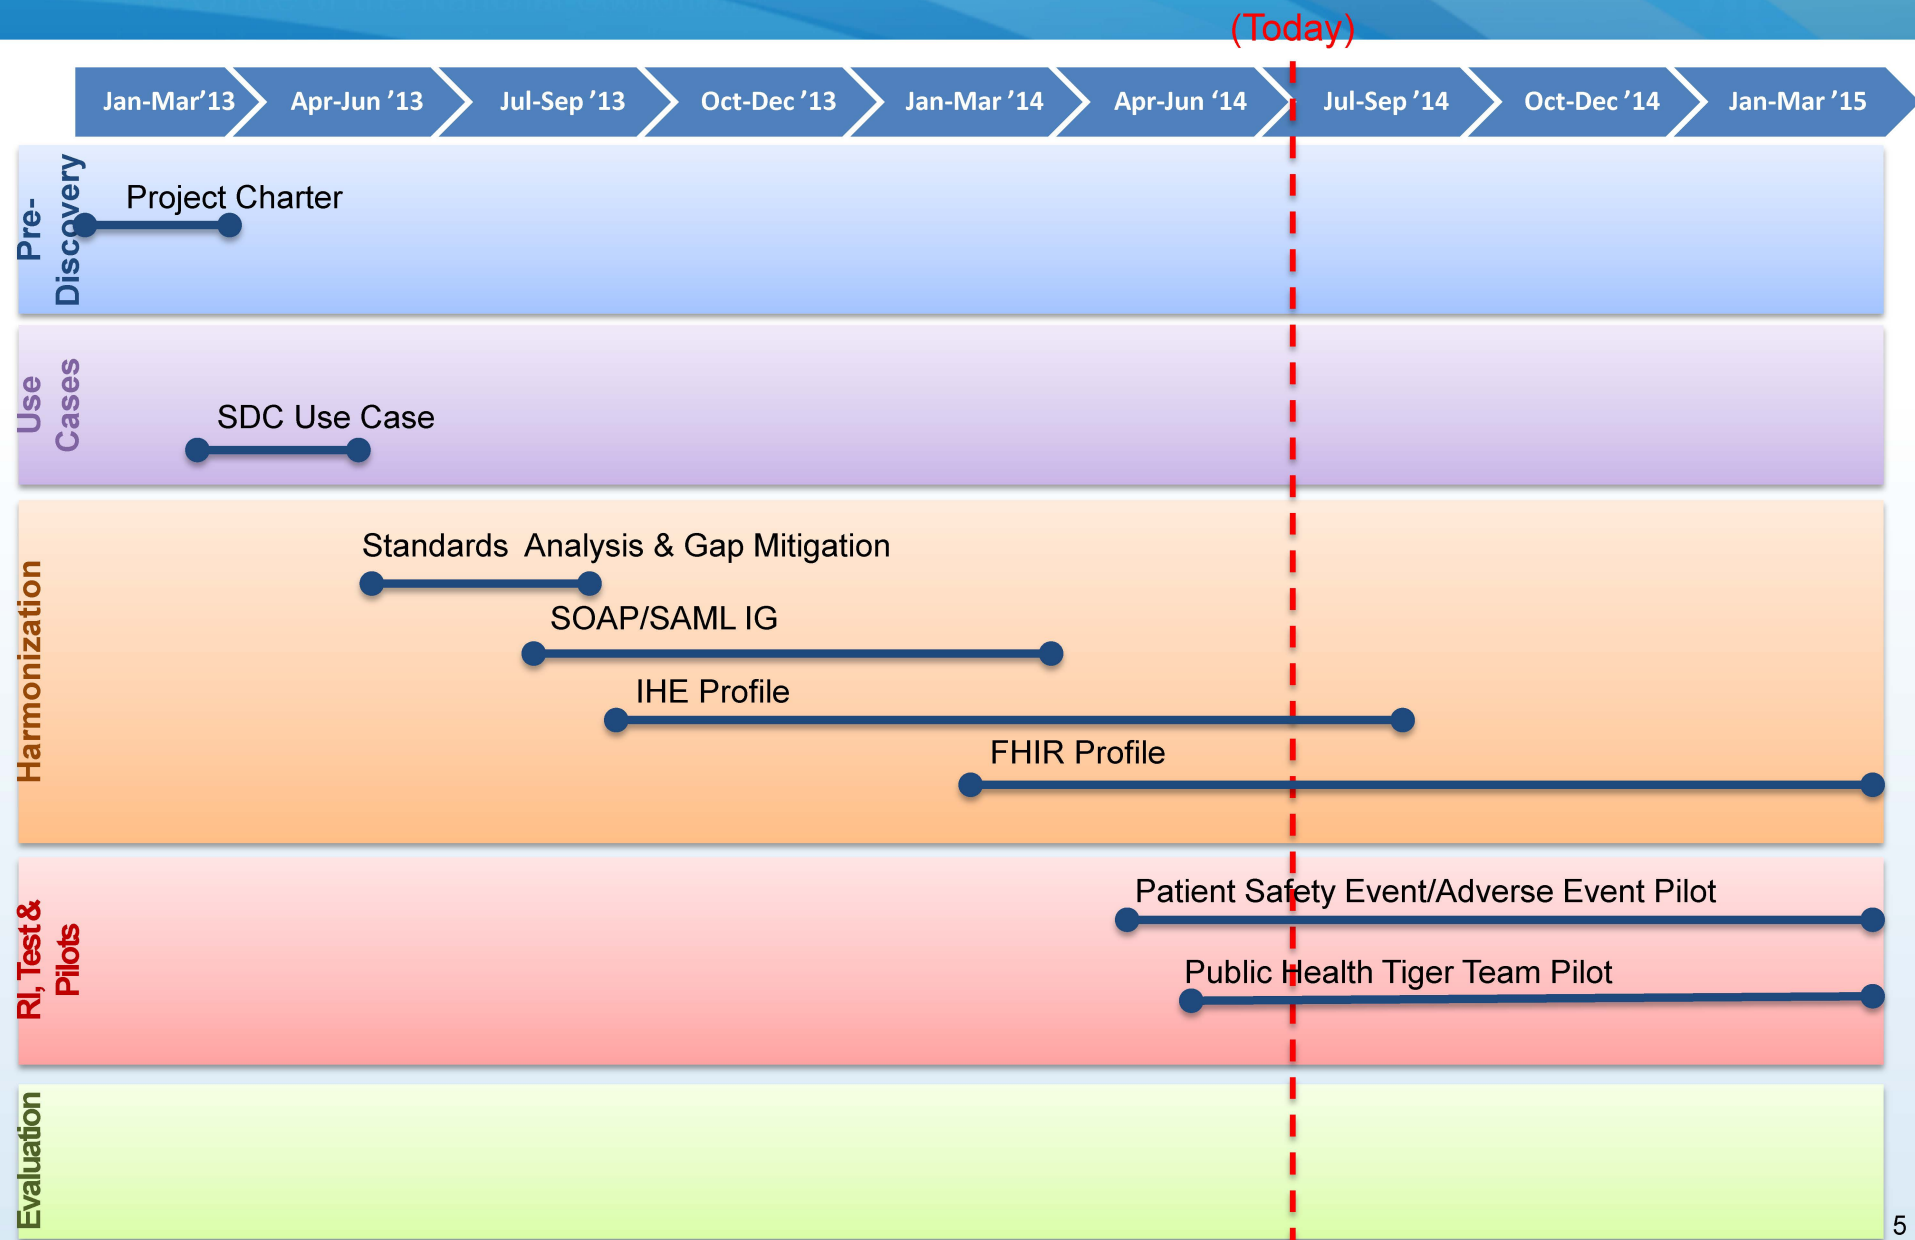 (Today)
Jan-Mar’13 Apr-Jun ’13 Jul-Sep ’13 Oct-Dec ’13 Jan-Mar ’14 Apr-Jun ‘14 Jul-Sep ’14 Oct-Dec ’14 Jan-Mar ’15
Pre-
Discovery
Project Charter
Use
Cases
SDC Use Case
Harmonization
Standards Analysis & Gap Mitigation
SOAP/SAML IG
IHE Profile
FHIR Profile
RI, Test &
Pilots
Patient Safety Event/Adverse Event Pilot
Public Health Tiger Team Pilot
Evaluation
5